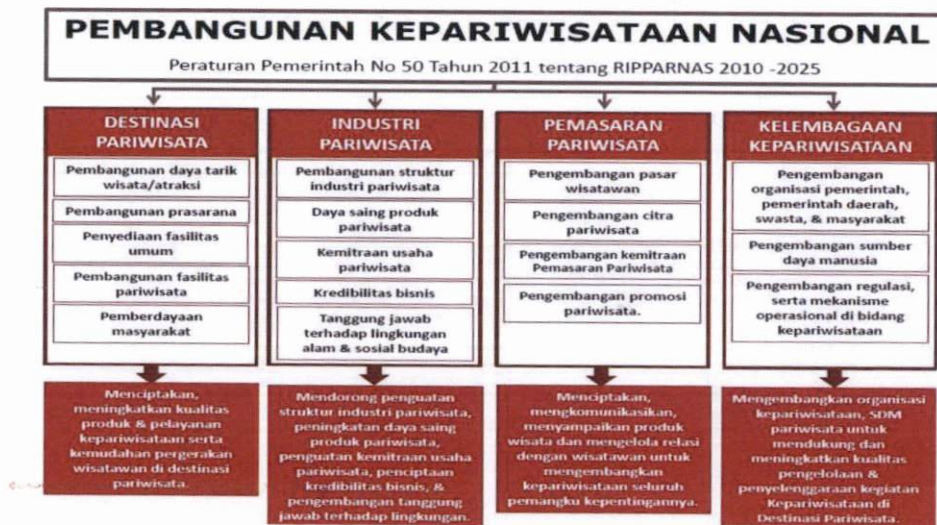 PEMBANGUNAN KEPARIWISATAAN NASIONAL
Peraturan Pemerintah No 50 Tahun 2011 tentang RIPPARNAS 2010 -2025
DESTINASI
PARIWISATA
Pembangunan daya tarik
wisata/atraksi
Pembangunan prasarana
Penyediaan fasilitas
umum
Pembangunan fasilitas
pariwisata
Pemberdayaan
masyarakat
Menciptakan,
meningkatkan kualitas
produk & pelayanan
kepariwisataan serta
kemudahan pergerakan
wisatawan di destinasi
pariwisata.
INDUSTRI
PARIWISATA
Pembangunan struktur
industri pariwisata
Daya saing produk
pariwisata
Kemitraan usaha
pariwisata
Kredibilitas bisnis
Tanggung jawab
terhadap lingkungan
alam & sosial budaya
Mendorong penguatan
struktur industri pariwisata,
peningkatan daya saing
produk pariwisata,
penguatan kemitraan usaha
pariwisata, penciptaan
kredibilitas bisnis, &
pengembangan tanggung
jawab terhadap lingkungan.
PEMASARAN
PARIWISATA
Pengembangan pasar
wisatawan
Pengembangan citra
pariwisata
Pengembangan kemitraan
Pemasaran Pariwisata
Pengembangan promosi
pariwisata.
Menciptakan,
mengkomunikasikan,
menyampaikan produk
wisata dan mengelola relasi
dengan wisatawan untuk
mengembangkan
kepariwisataan seluruh
pemangku kepentingannya.
KELEMBAGAAN
KEPARIWISATAAN
Pengembangan
organisasi pemerintah,
pemerintah daerah,
swasta, & masyarakat
Pengembangan sumber
daya manusia
Pengembangan regulasi,
serta mekanisme
operasional di bidang
kepariwisataan
Mengembangkan organisasi
kepariwisataan, SDM
pariwisata untuk
mendukung dan
meningkatkan kualitas
pengelolaan &
penyelenggaraan kegiatan
Kepariwisataan di
Destinasi Pariwisata.